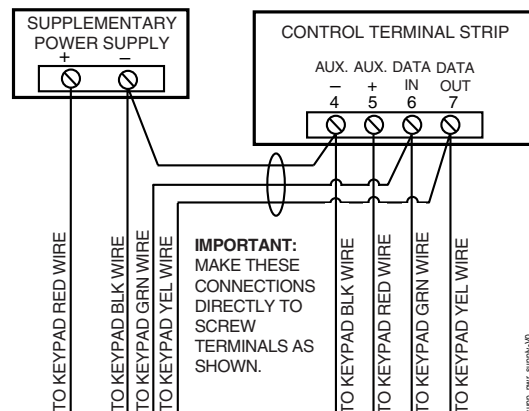 SUPPLEMENTARY
POWER SUPPLY
+ –
CONTROL TERMINAL STRIP
AUX. AUX. DATA DATA
– + IN OUT
4 5 6 7
TO KEYPAD RED WIRE
TO KEYPAD BLK WIRE
TO KEYPAD GRN WIRE
TO KEYPAD YEL WIRE
IMPORTANT:
MAKE THESE
CONNECTIONS
DIRECTLY TO
SCREW
TERMINALS AS
SHOWN.
TO KEYPAD BLK WIRE
TO KEYPAD RED WIRE
TO KEYPAD GRN WIRE
TO KEYPAD YEL WIRE